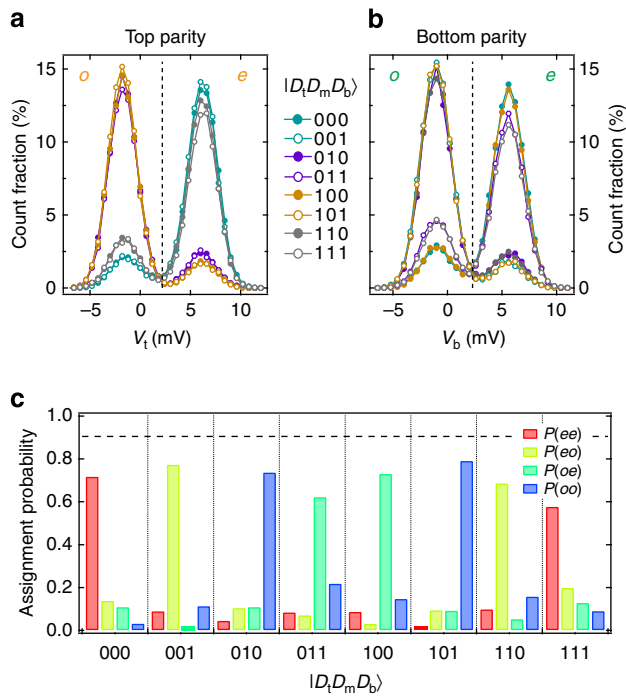 a
Top parity
o
e
15
10
5
0
Count fraction (%)
−5
0
5
10
Vt (mV)
|DtDmDb⟩
000
001
010
011
100
101
110
111
b
Bottom parity
o
e
15
10
5
0
Count fraction (%)
−5
0
5
10
Vb (mV)
c
1.0
0.8
0.6
0.4
0.2
0.0
Assignment probability
P(ee)
P(eo)
P(oe)
P(oo)
000 001 010 011 100 101 110 111
|DtDmDb⟩